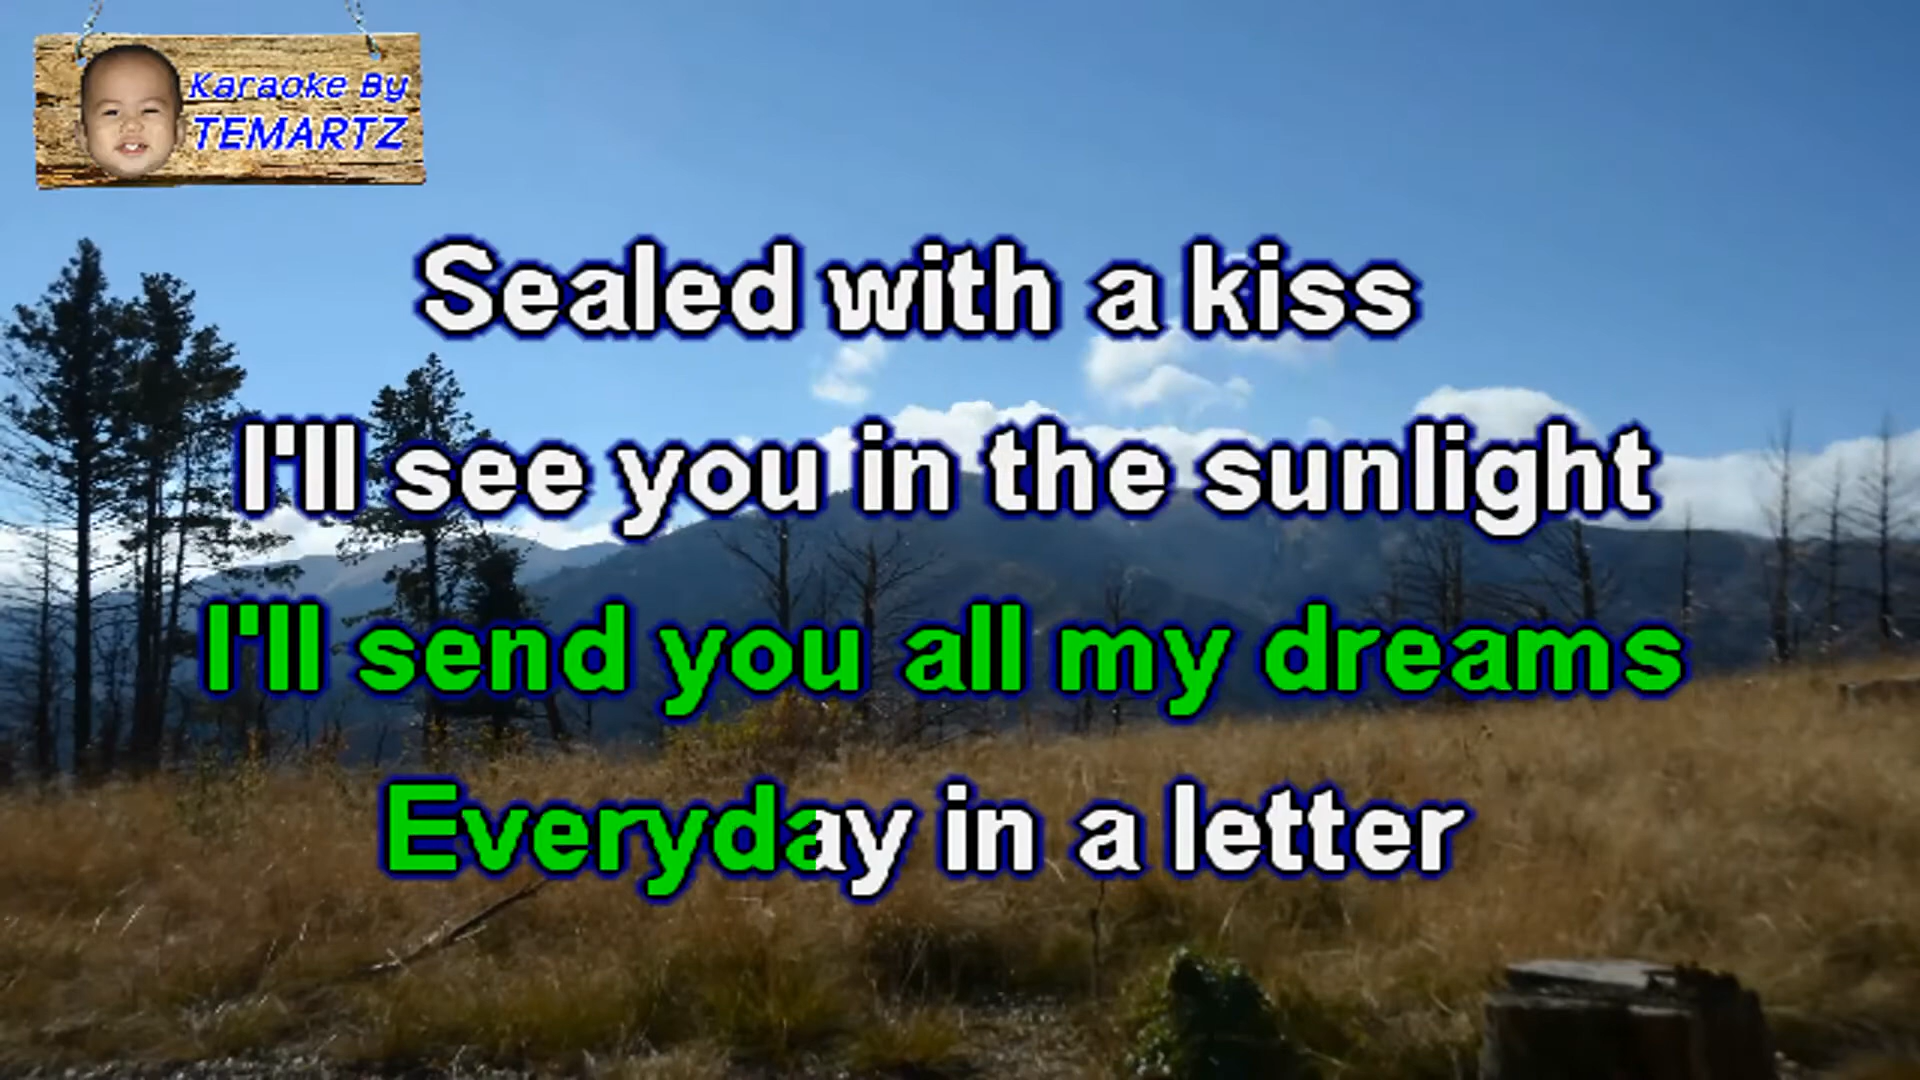 Karaoke By
TEMARTZ
Sealed with a kiss
I'll see you in the sunlight
I'll send you all my dreams
Everyday in a letter